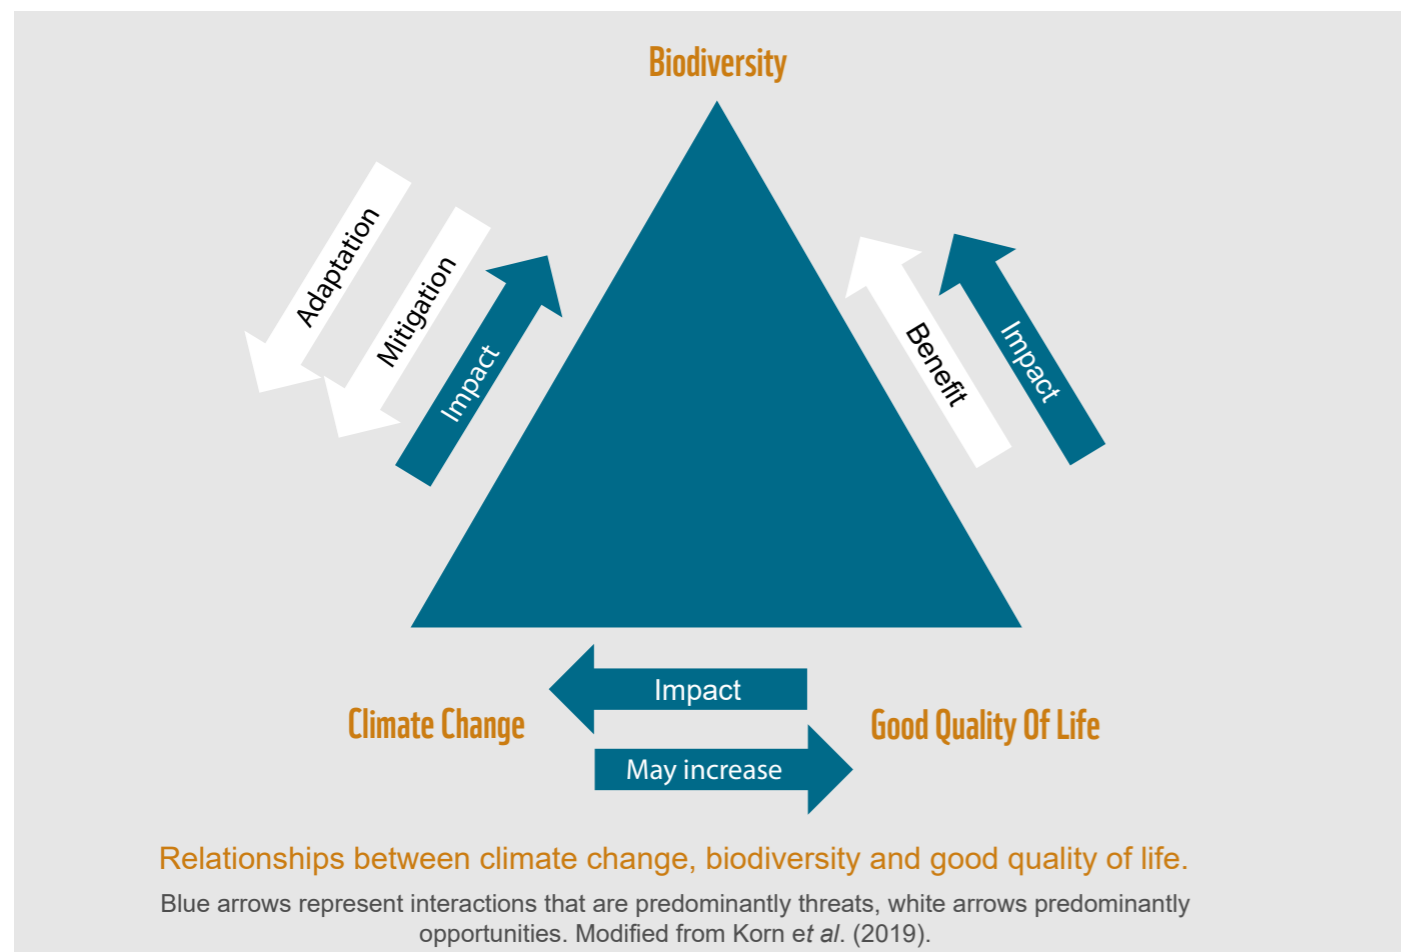 Biodiversity
Adaptation
Mitigation
Impact
Benefit
Impact
Impact
Climate Change
Good Quality Of Life
May increase
Relationships between climate change, biodiversity and good quality of life.
Blue arrows represent interactions that are predominantly threats, white arrows predominantly
opportunities. Modified from Korn et al. (2019).